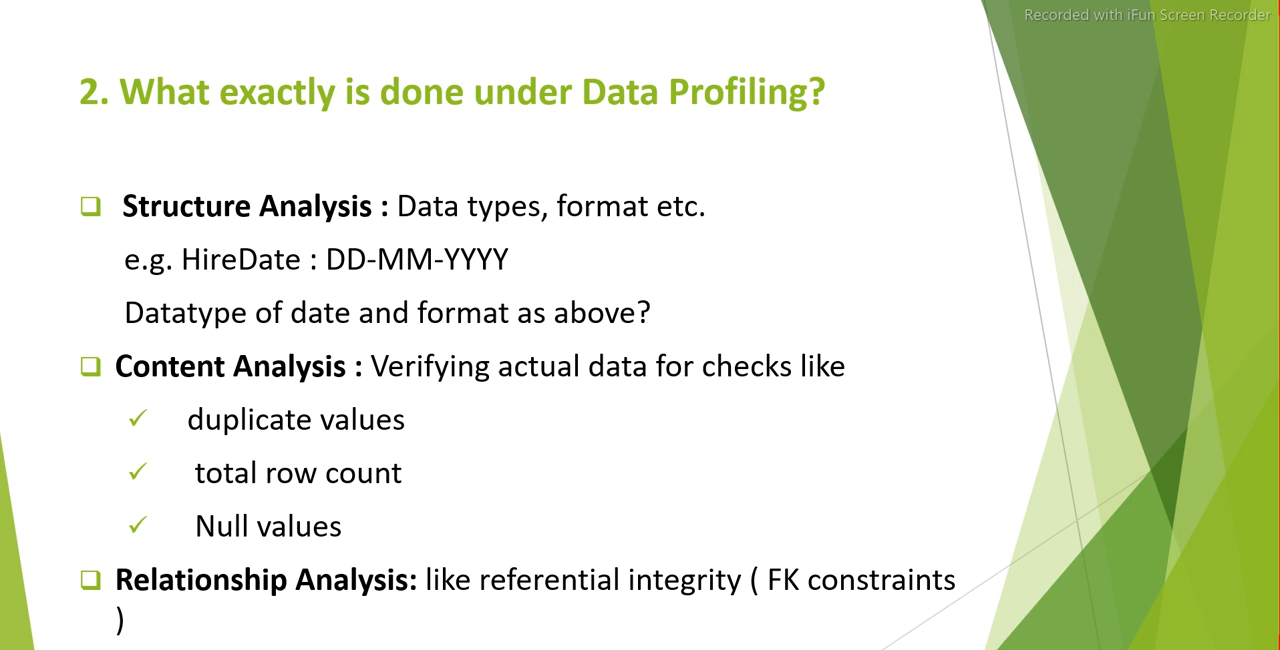 Recorded with iFun Screen Recorder
2. What exactly is done under Data Profiling?
Structure Analysis : Data types, format etc.
e.g. HireDate : DD-MM-YYYY
Datatype of date and format as above?
Content Analysis : Verifying actual data for checks like
duplicate values
total row count
Null values
Relationship Analysis: like referential integrity ( FK constraints
)